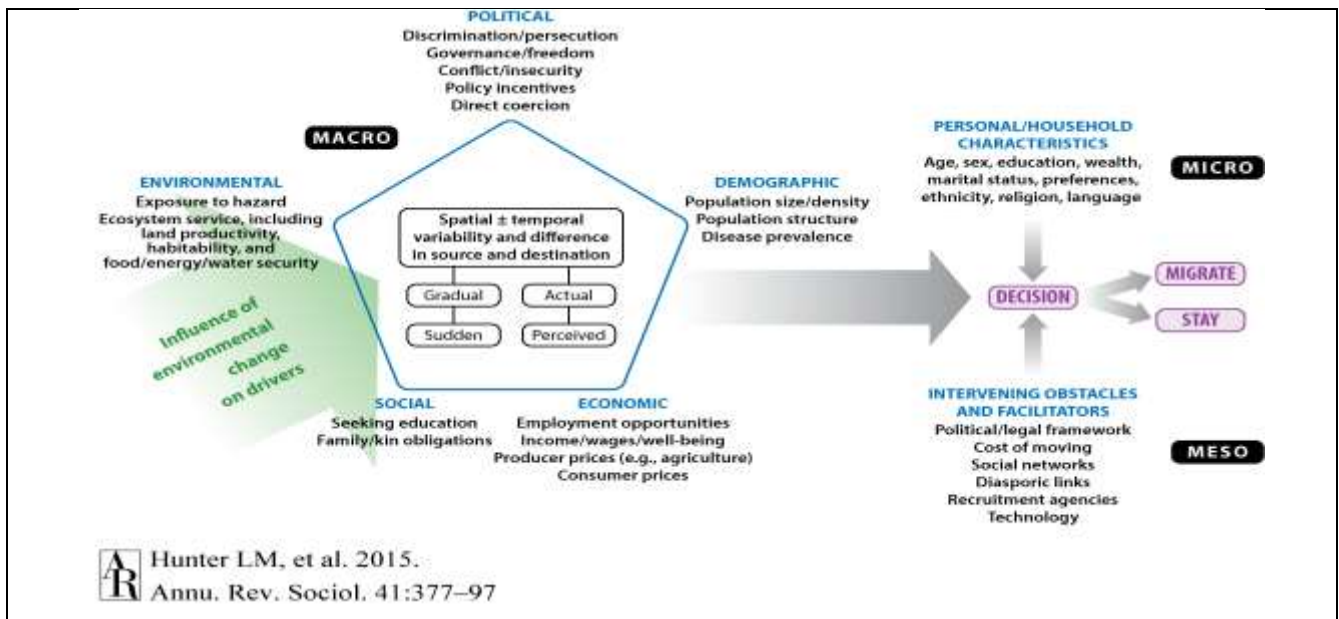 POLITICAL
Discrimination/persecution
Governance/freedom
Conflict/insecurity
Policy incentives
Direct coercion
MACRO
ENVIRONMENTAL
Exposure to hazard
Ecosystem service, including
land productivity,
habitability, and
food/energy/water security
Influence of
environmental
change
on drivers
Spatial ± temporal
variability and difference
in source and destination
Gradual
Actual
Sudden
Perceived
DEMOGRAPHIC
Population size/density
Population structure
Disease prevalence
SOCIAL
Seeking education
Family/kin obligations
ECONOMIC
Employment opportunities
Income/wages/well-being
Producer prices (e.g., agriculture)
Consumer prices
PERSONAL/HOUSEHOLD
CHARACTERISTICS
Age, sex, education, wealth,
marital status, preferences,
ethnicity, religion, language
MICRO
DECISION
MIGRATE
STAY
INTERVENING OBSTACLES
AND FACILITATORS
Political/legal framework
Cost of moving
Social networks
Diasporic links
Recruitment agencies
Technology
MESO
AR
Hunter LM, et al. 2015.
Annu. Rev. Sociol. 41:377–97